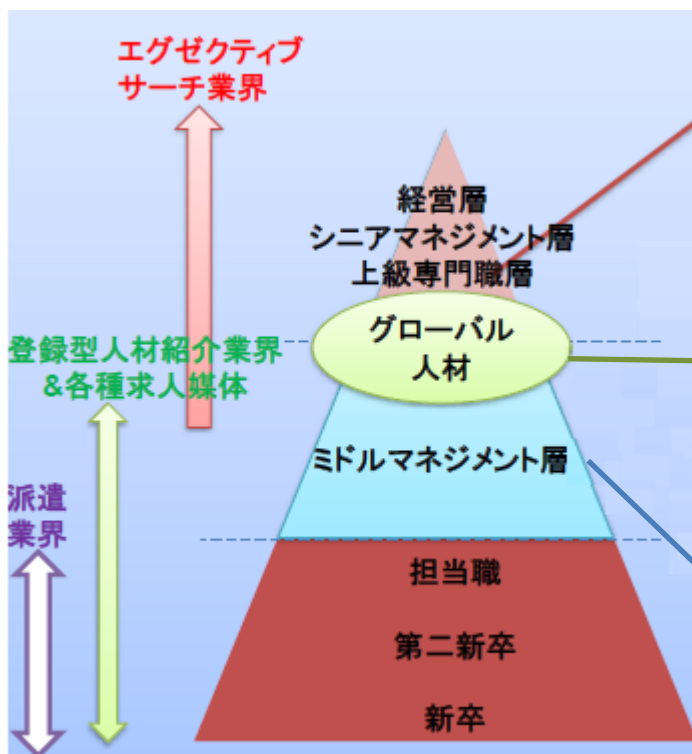 エグゼクティブ
サーチ業界
経営層
シニアマネジメント層
上級専門職層
グローバル
人材
登録型人材紹介業界
&各種求人媒体
ミドルマネジメント層
派遣
業界
担当職
第二新卒
新卒